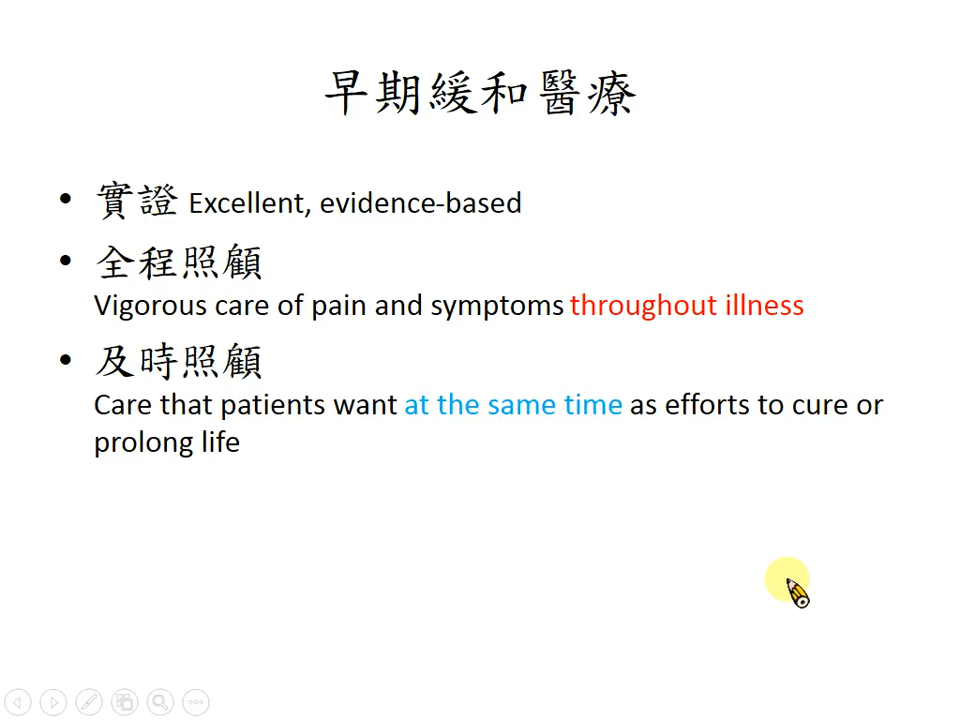 早期緩和醫療
• 實證 Excellent, evidence-based
• 全程照顧
Vigorous care of pain and symptoms throughout illness
• 及時照顧
Care that patients want at the same time as efforts to cure or
prolong life